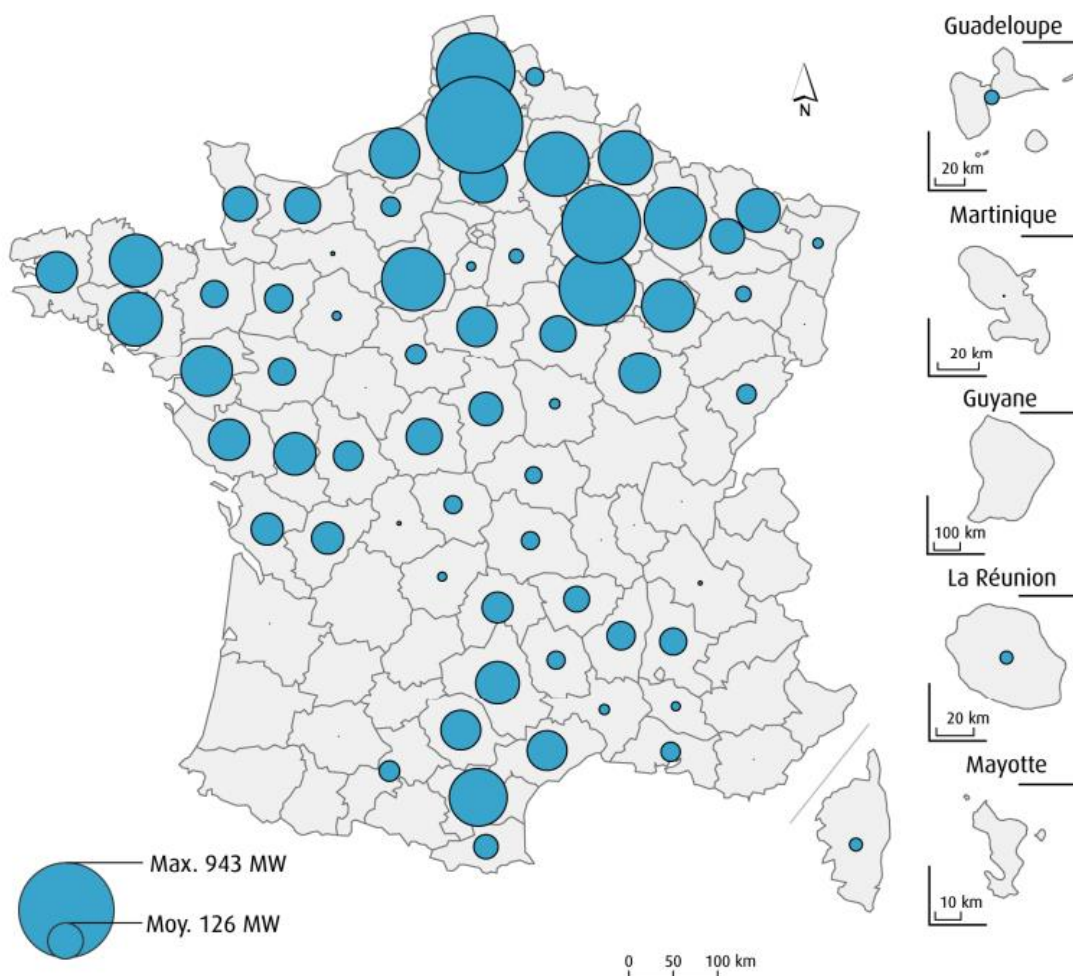 Guadeloupe
N
20 km
Martinique
20 km
Guyane
100 km
La Réunion
20 km
Mayotte
10 km
Max. 943 MW
Moy. 126 MW
0 50 100 km